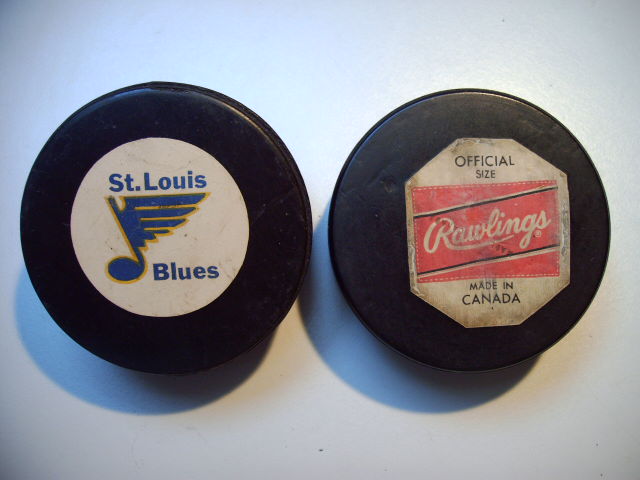 St. Louis
Blues
OFFICIAL
SIZE
Rawlings®
MADE IN
CANADA